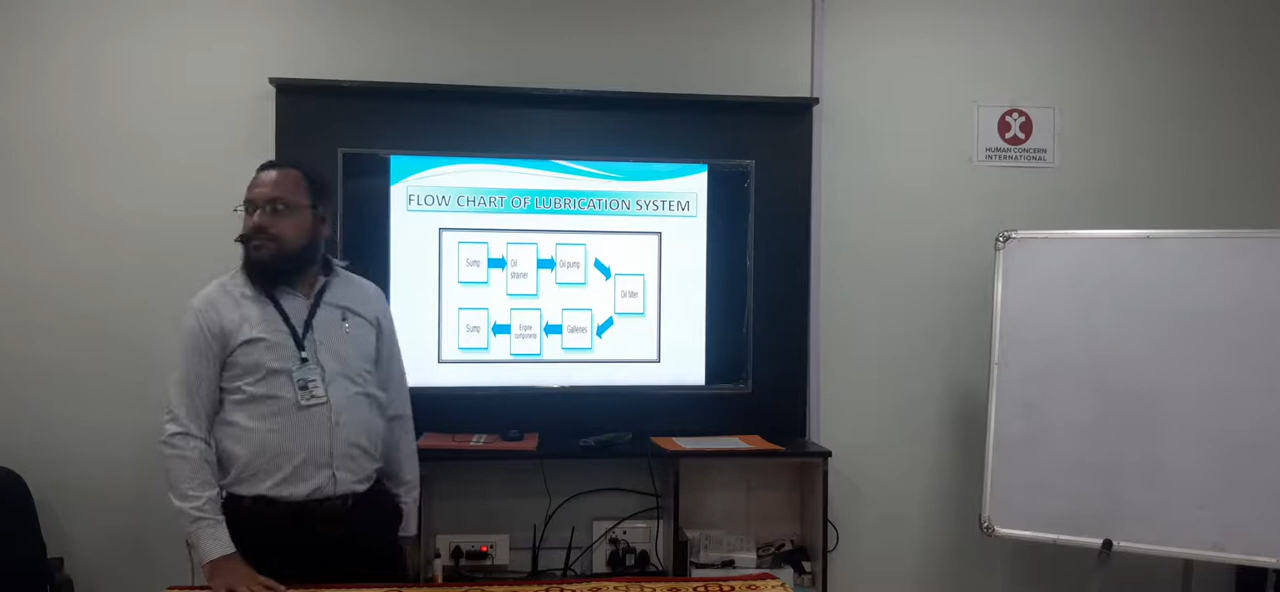 FLOW CHART OF LUBRICATION SYSTEM
Sump
Oil
strainer
Oil pump
Oil filter
Galleries
Engine
components
Sump
HUMAN CONCERN
INTERNATIONAL